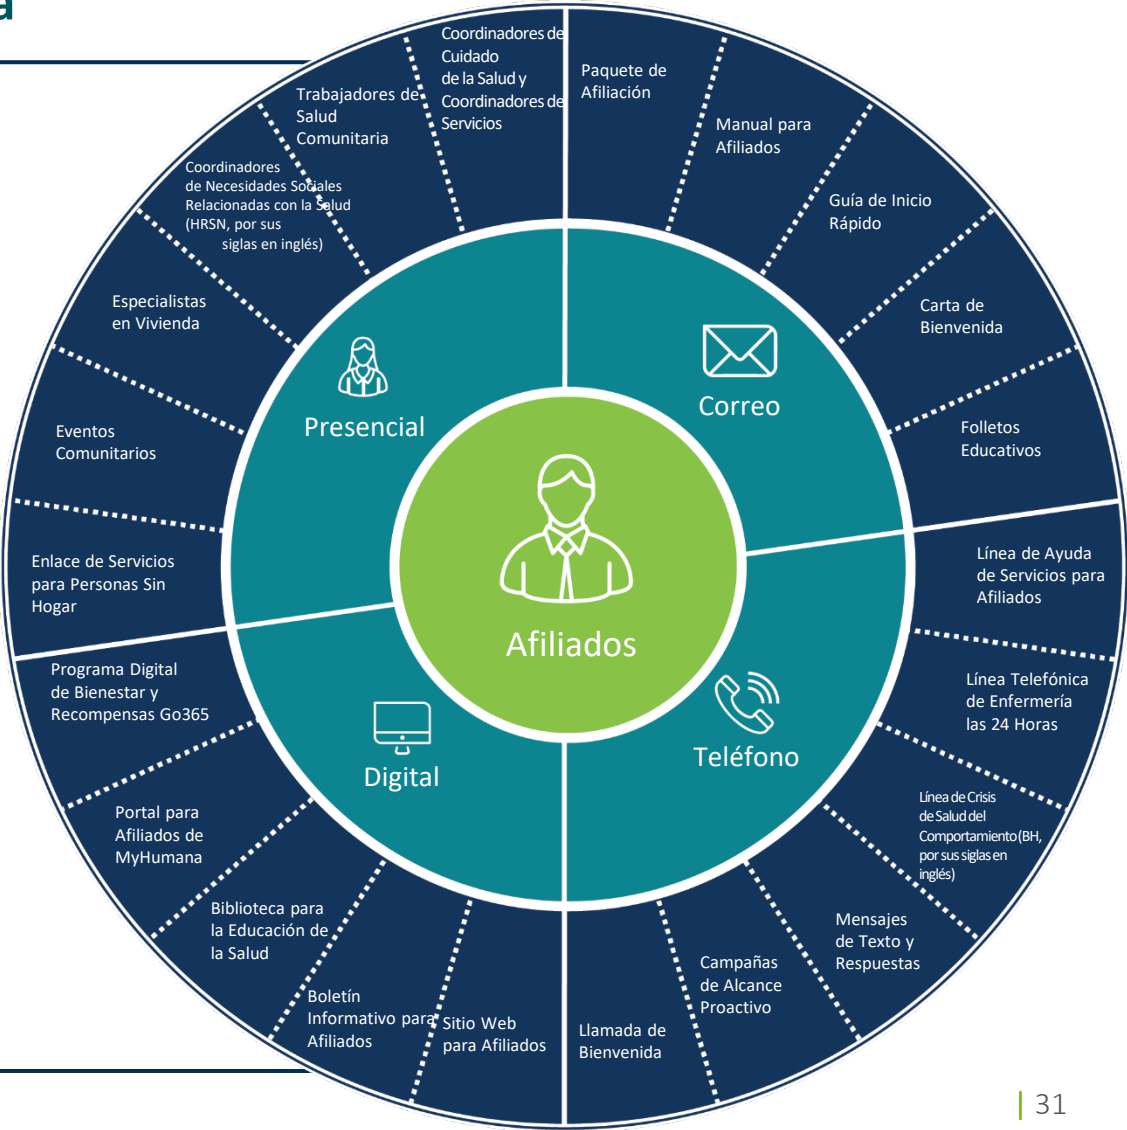 a
Coordinadores de
Cuidado
de la Salud y
Coordinadores de
Servicios
Paquete de
Afiliación
Manual para
Afiliados
Guía de Inicio
Rápido
Carta de
Bienvenida
Folletos
Educativos
Línea de Ayuda
de Servicios para
Afiliados
Línea Telefónica
de Enfermería
las 24 Horas
Línea de Crisis
de Salud del
Comportamiento (BH,
por sus siglas en
inglés)
Mensajes
de Texto y
Respuestas
Campañas
de Alcance
Proactivo
Llamada de
Bienvenida
Sitio Web
para Afiliados
Boletín
Informativo para
Afiliados
Biblioteca para
la Educación de
la Salud
Portal para
Afiliados de
MyHumana
Programa Digital
de Bienestar y
Recompensas Go365
Enlace de Servicios
para Personas Sin
Hogar
Eventos
Comunitarios
Especialistas
en Vivienda
Coordinadores
de Necesidades Sociales
Relacionadas con la Salud
(HRSN, por sus
siglas en inglés)
Trabajadores de
Salud
Comunitaria
Presencial
Correo
Teléfono
Digital
Afiliados
31